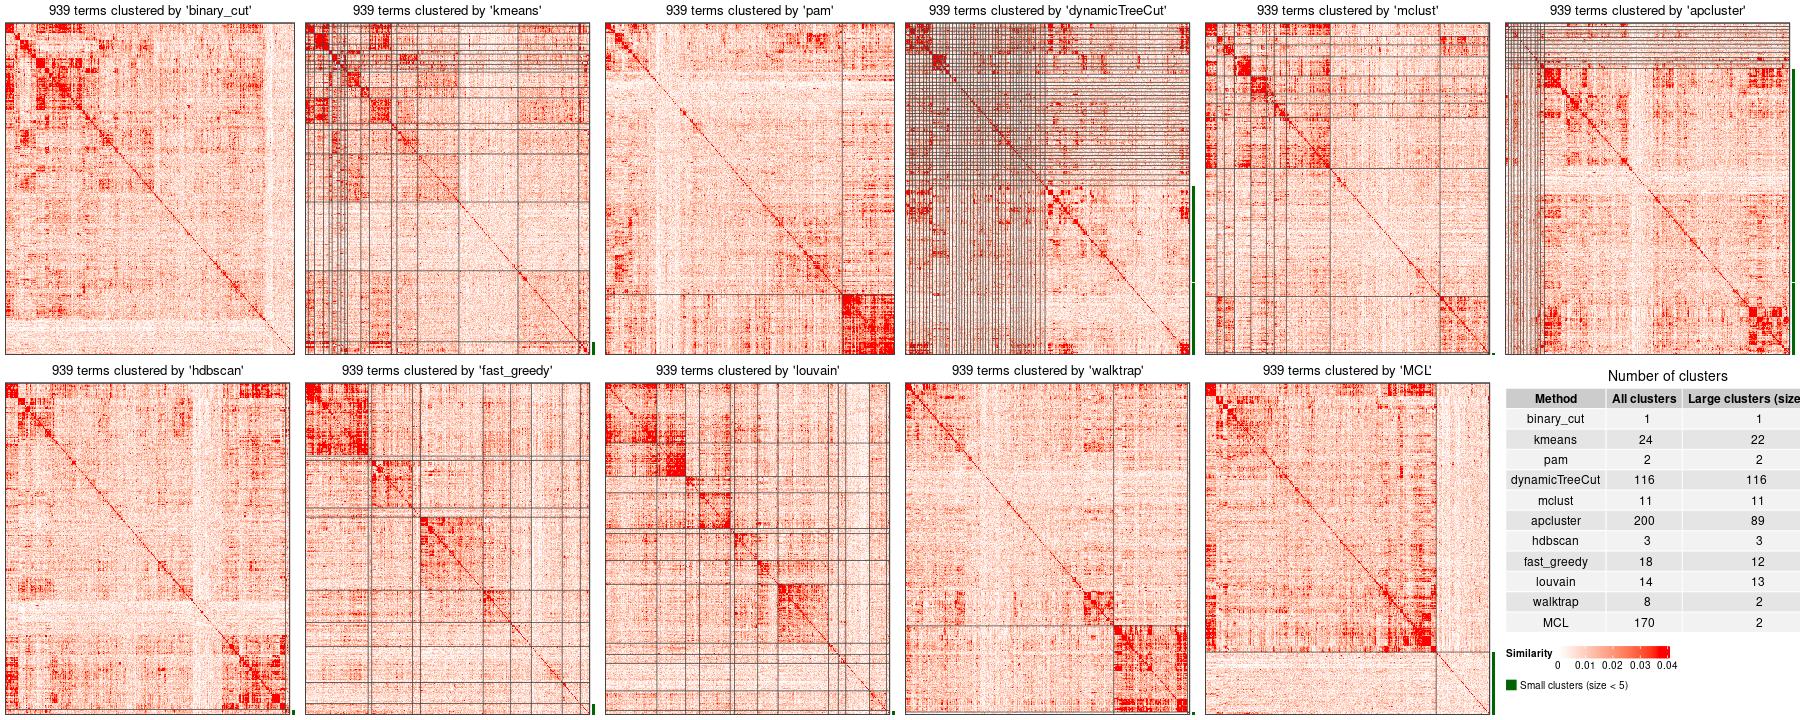 939 terms clustered by 'binary_cut'
939 terms clustered by 'kmeans'
939 terms clustered by 'pam'
939 terms clustered by 'dynamicTreeCut'
939 terms clustered by 'mclust'
939 terms clustered by 'apcluster'
939 terms clustered by 'hdbscan'
939 terms clustered by 'fast_greedy'
939 terms clustered by 'louvain'
939 terms clustered by 'walktrap'
939 terms clustered by 'MCL'
Number of clusters
Method All clusters Large clusters (size
binary_cut 1 1
kmeans 24 22
pam 2 2
dynamicTreeCut 116 116
mclust 11 11
apcluster 200 89
hdbscan 3 3
fast_greedy 18 12
louvain 14 13
walktrap 8 2
MCL 170 2
Similarity
0 0.01 0.02 0.03 0.04
Small clusters (size < 5)